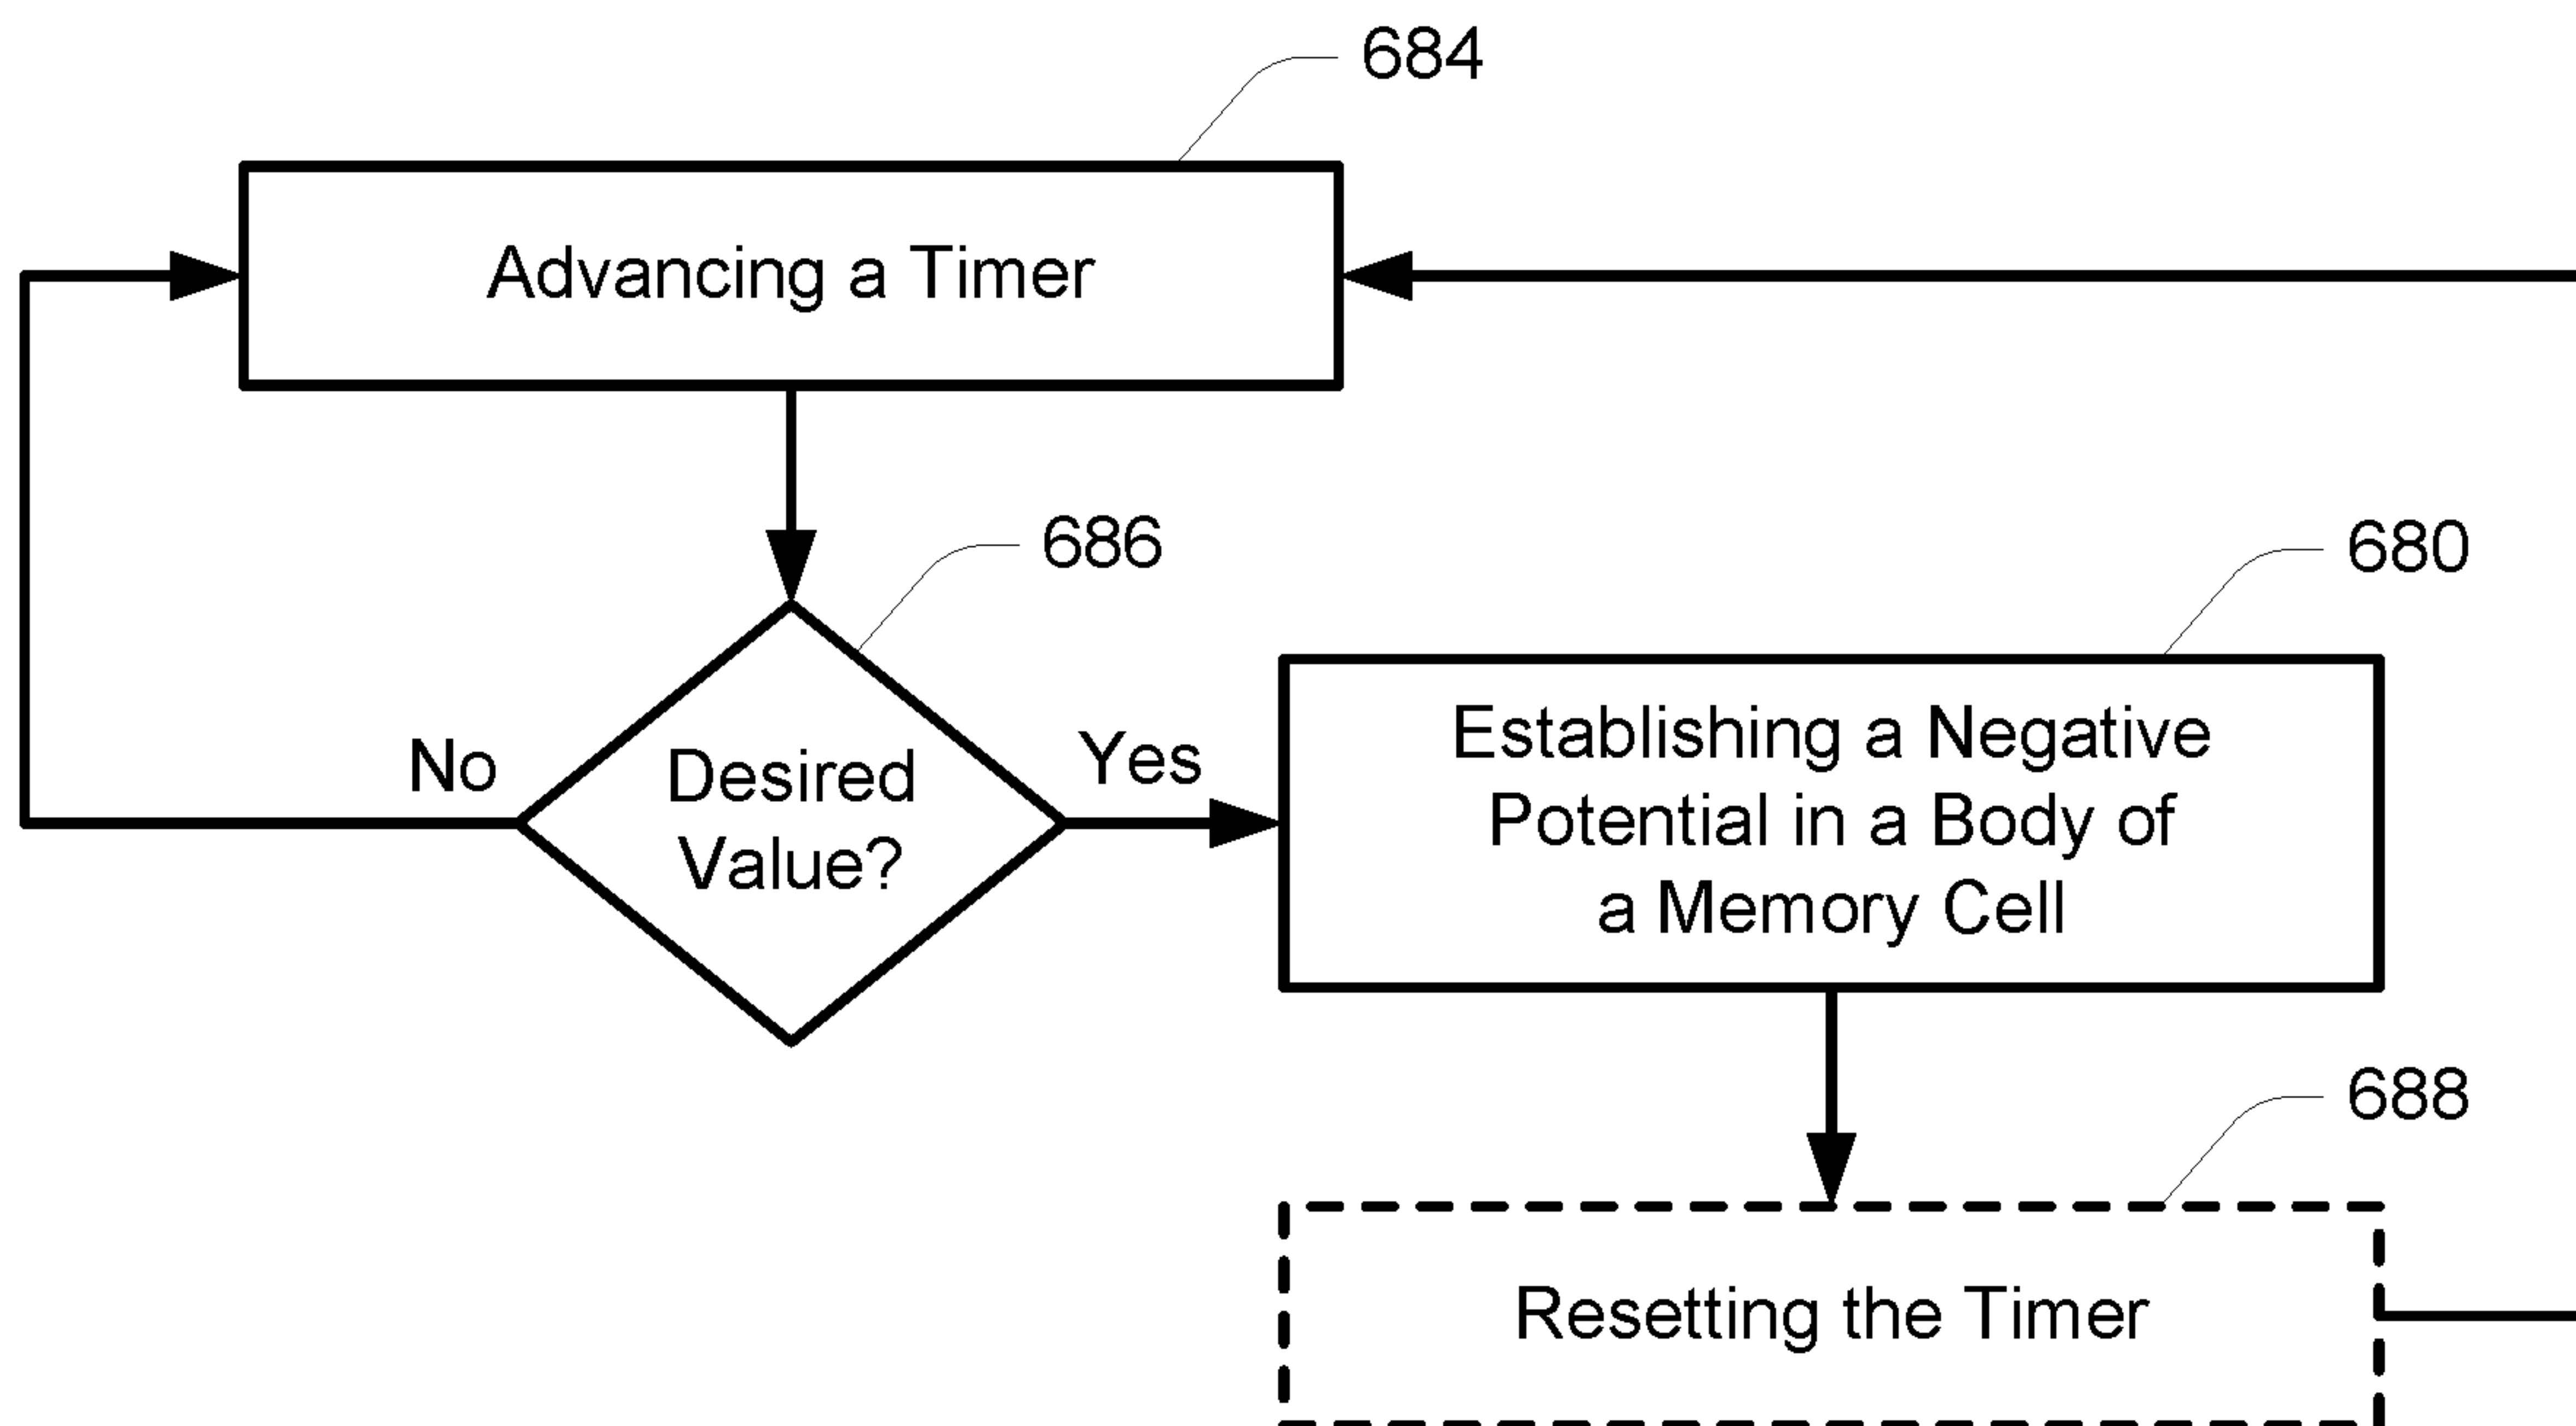 684
Advancing a Timer
686
680
No
Desired
Value?
Yes
Establishing a Negative
Potential in a Body of
a Memory Cell
688
Resetting the Timer